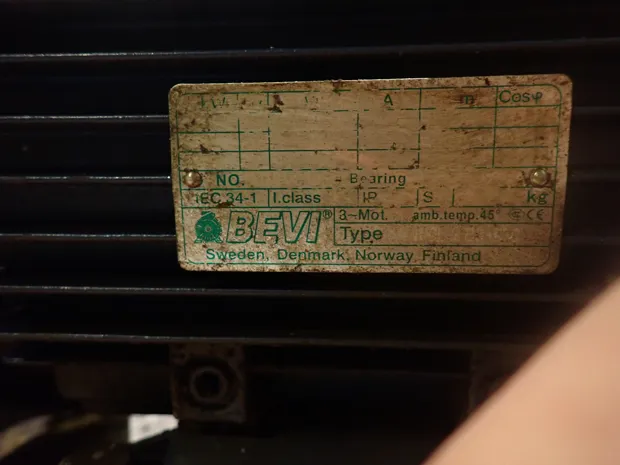 A m Cosφ
NO. Bearing
IEC 34-1 I.class IP S kg
BEVI® 3-Mot. amb.temp.45 CE
Type
Sweden, Denmark, Norway, Finland